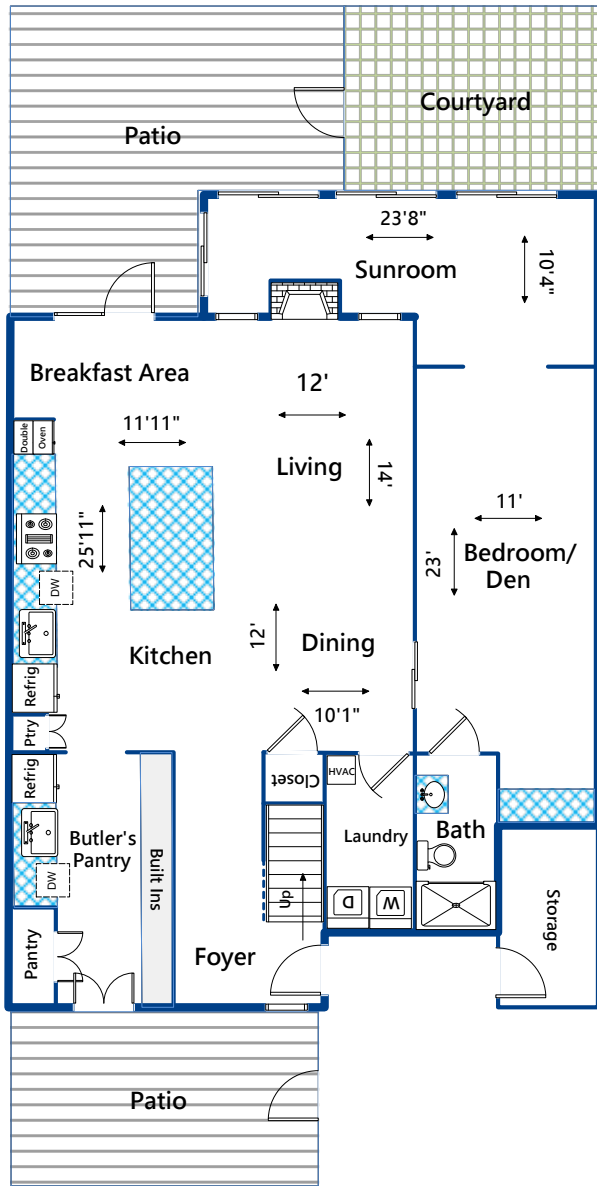 Courtyard
Patio
23'8"
Sunroom
10'4"
Breakfast Area
12'
11'11"
Double
Oven
Living
14'
11'
25'11"
23'
Bedroom/
Den
DW
12'
Dining
Kitchen
Refrig
10'1"
Ptry
Refrig
Closet
HVAC
Butler's
Pantry
Laundry
Bath
Built Ins
DW
Up
D
W
Storage
Pantry
Foyer
Patio